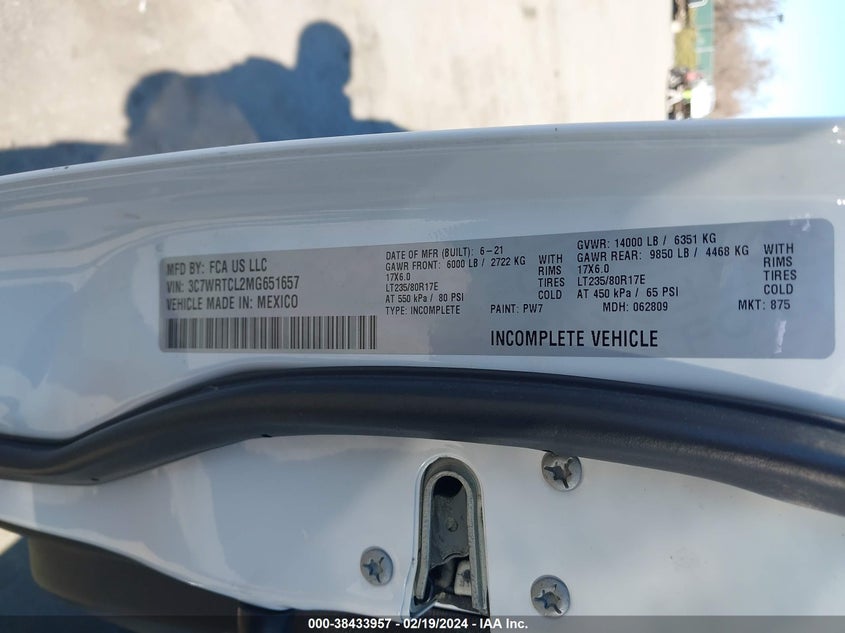 MFD BY: FCA US LLC
VIN: 3C7WRTCL2MG651657
VEHICLE MADE IN: MEXICO
DATE OF MFR (BUILT): 6-21
GAWR FRONT: 6000 LB / 2722 KG WITH
17X6.0 RIMS
LT235/80R17E TIRES
AT 550 kPa / 80 PSI COLD
TYPE: INCOMPLETE
GVWR: 14000 LB / 6351 KG
GAWR REAR: 9850 LB / 4468 KG WITH
17X6.0 RIMS
LT235/80R17E TIRES
AT 450 kPa / 65 PSI COLD
PAINT: PW7 MDH: 062809 MKT: 875
INCOMPLETE VEHICLE
000-38433957 - 02/19/2024 - IAA Inc.